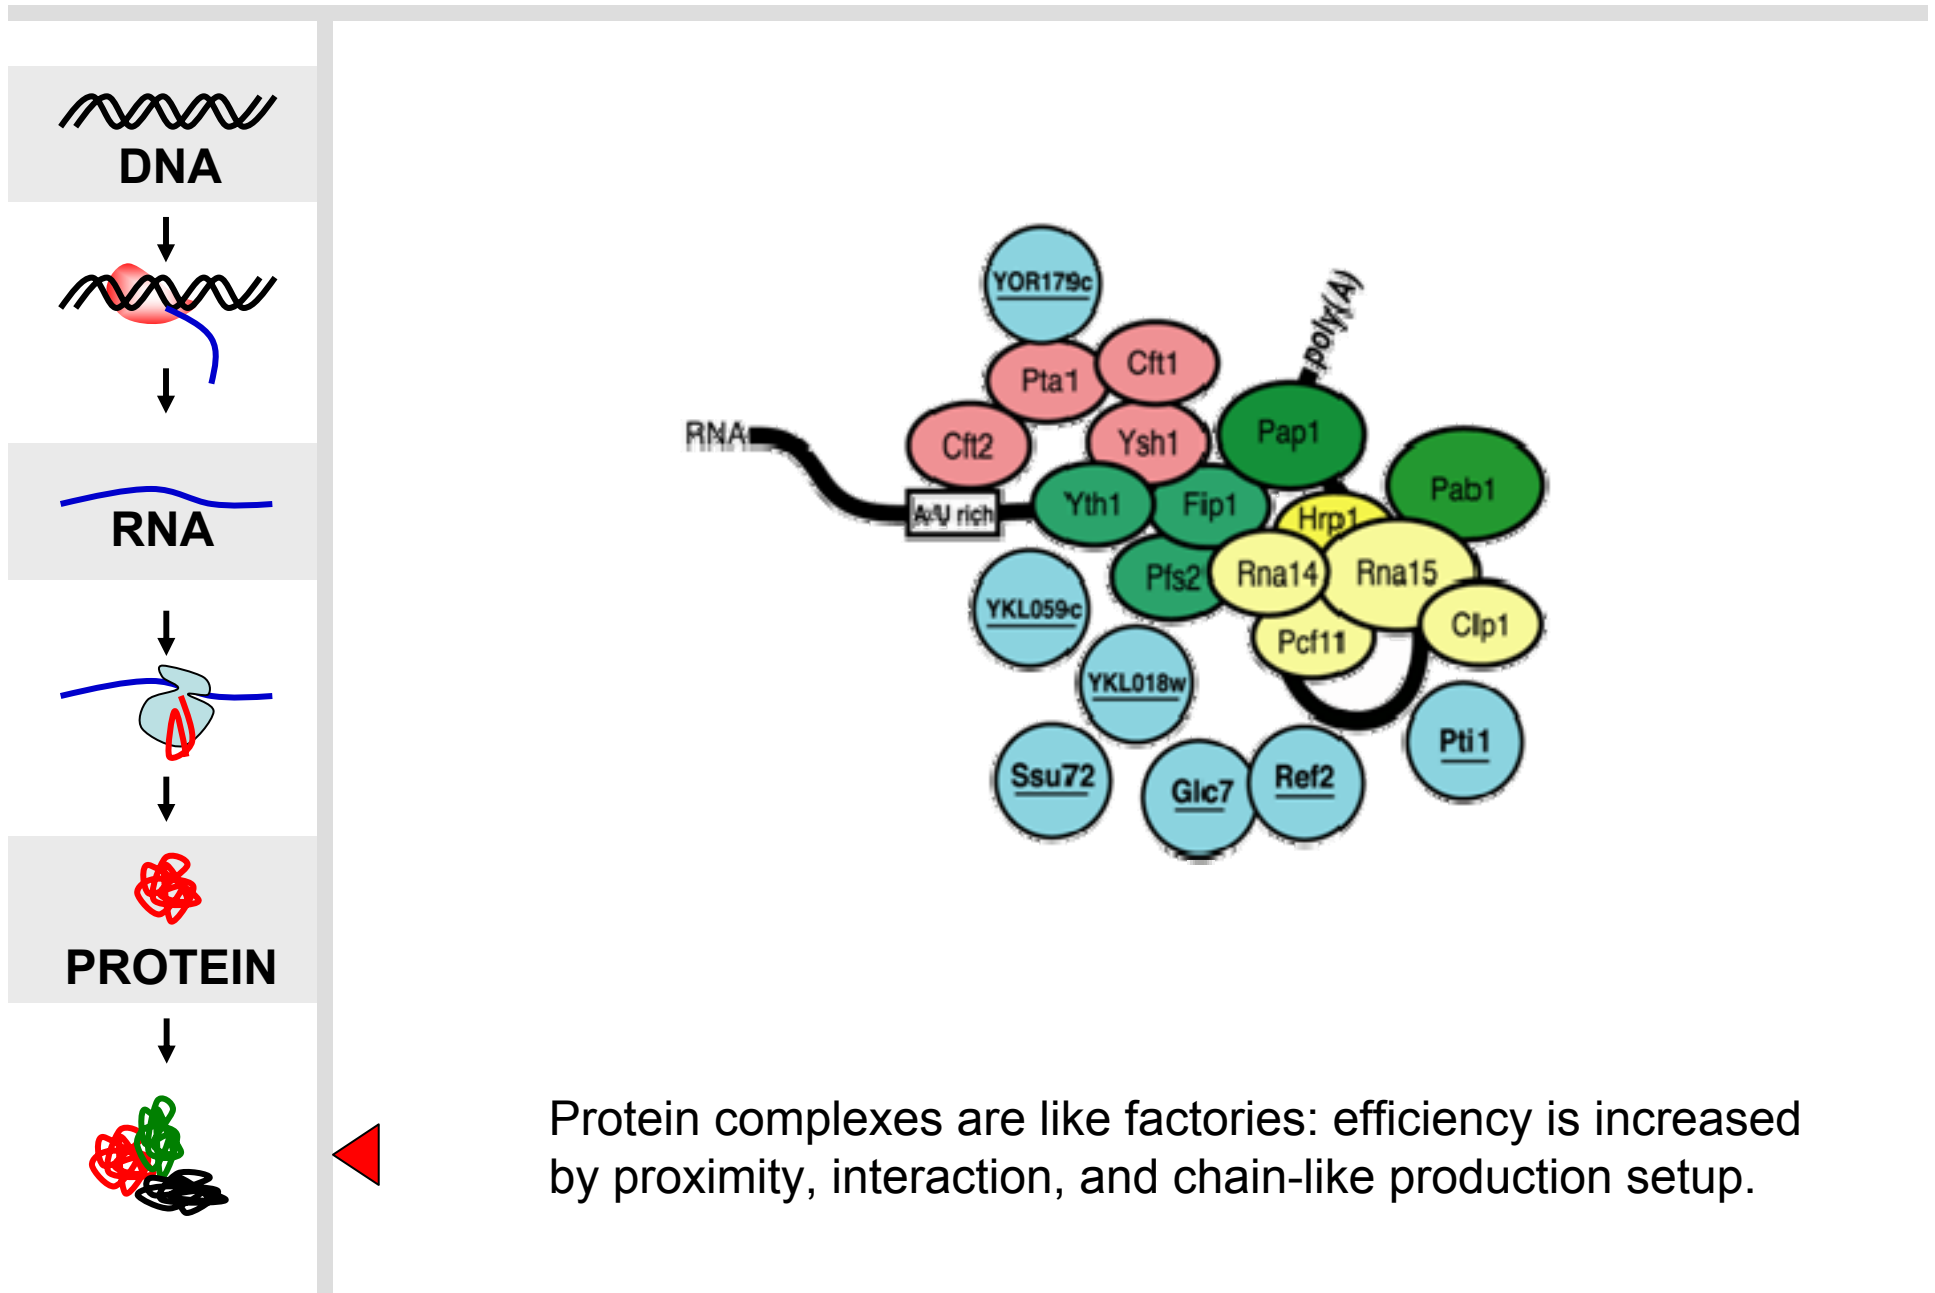 DNA
RNA
PROTEIN
YOR179c
poly(A)
Pta1
Cft1
RNA
Cft2
Ysh1
Pap1
Pab1
A/U rich
Yth1
Fip1
Hrp1
Pfs2
Rna14
Rna15
YKL059c
Pcf11
Clp1
YKL018w
Ssu72
Glc7
Ref2
Pti1
Protein complexes are like factories: efficiency is increased
by proximity, interaction, and chain-like production setup.